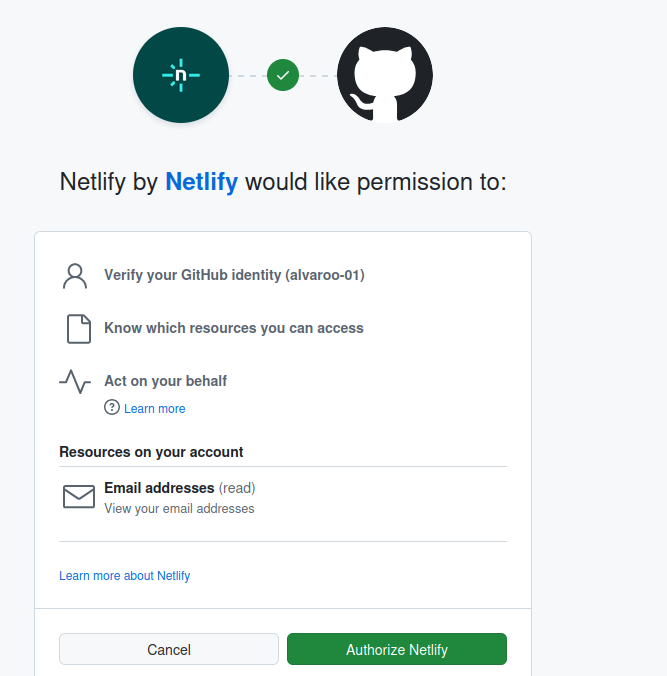 n
Netlify by Netlify would like permission to:
Verify your GitHub identity (alvaroo-01)
Know which resources you can access
Act on your behalf
? Learn more
Resources on your account
Email addresses (read)
View your email addresses
Learn more about Netlify
Cancel
Authorize Netlify